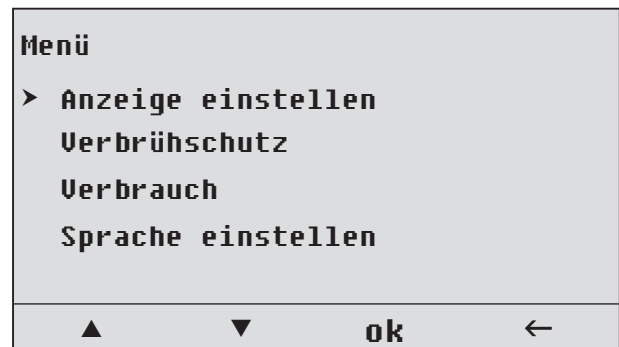 Menü
➤ Anzeige einstellen
Verbrühschutz
Verbrauch
Sprache einstellen
▲ ▼ ok ←